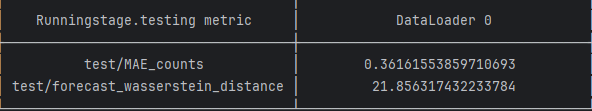 Runningstage.testing metric DataLoader 0
test/MAE_counts 0.36161553859710693
test/forecast_wasserstein_distance 21.856317432233784